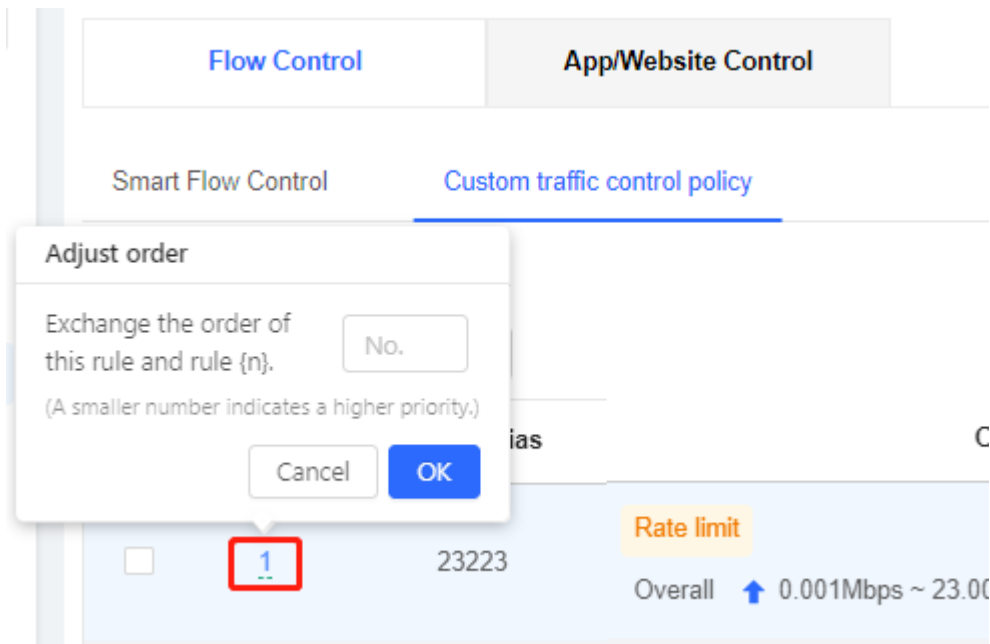 Flow Control
App/Website Control
Smart Flow Control
Custom traffic control policy
Adjust order
Exchange the order of
this rule and rule {n}.
No.
(A smaller number indicates a higher priority.)
Cancel
OK
ias
C
Rate limit
1
23223
Overall 0.001Mbps ~ 23.00